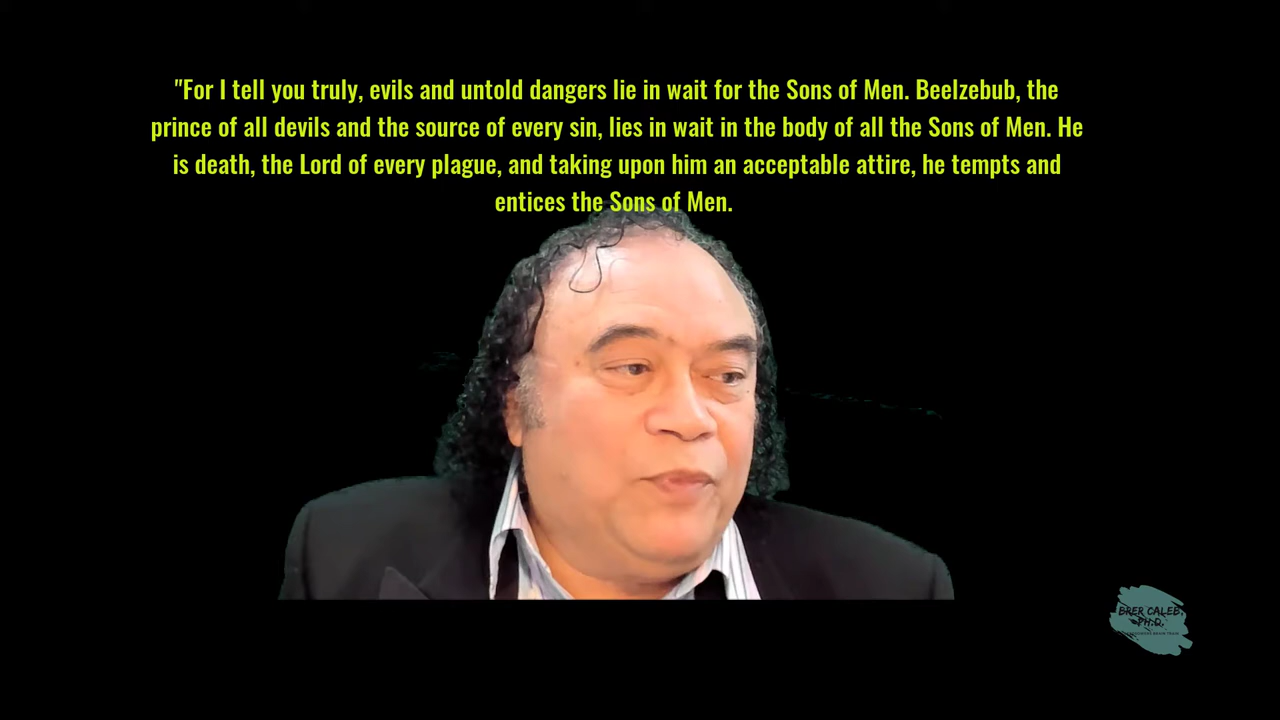 "For I tell you truly, evils and untold dangers lie in wait for the Sons of Men. Beelzebub, the
prince of all devils and the source of every sin, lies in wait in the body of all the Sons of Men. He
is death, the Lord of every plague, and taking upon him an acceptable attire, he tempts and
entices the Sons of Men.
BRER CALEB,
PH.D.